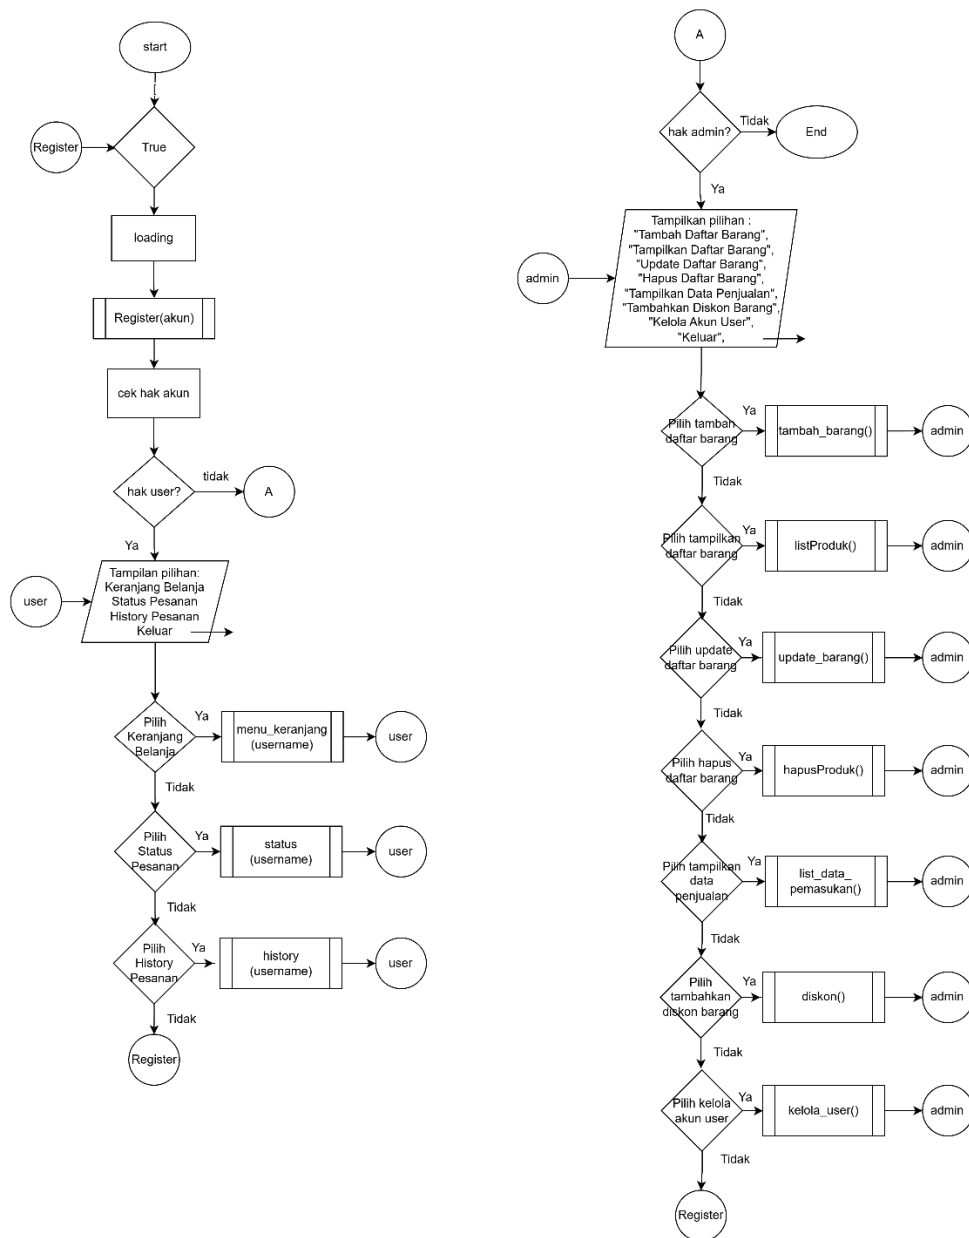 start
Register
True
loading
Register(akun)
cek hak akun
hak user?
tidak
A
Ya
user
Tampilan pilihan:
Keranjang Belanja
Status Pesanan
History Pesanan
Keluar
Pilih
Keranjang
Belanja
Ya
menu_keranjang
(username)
user
Tidak
Pilih
Status
Pesanan
Ya
status
(username)
user
Tidak
Pilih
History
Pesanan
Ya
history
(username)
user
Tidak
Register
A
hak admin?
Tidak
End
Ya
admin
Tampilkan pilihan :
"Tambah Daftar Barang",
"Tampilkan Daftar Barang",
"Update Daftar Barang",
"Hapus Daftar Barang",
"Tampilkan Data Penjualan",
"Tambahkan Diskon Barang",
"Kelola Akun User",
"Keluar",
Pilih tambah
daftar barang
Ya
tambah_barang()
admin
Tidak
Pilih tampilkan
daftar barang
Ya
listProduk()
admin
Tidak
Pilih update
daftar barang
Ya
update_barang()
admin
Tidak
Pilih hapus
daftar barang
Ya
hapusProduk()
admin
Tidak
Pilih tampilkan
data
penjualan
Ya
list_data_
pemasukan()
admin
Tidak
Pilih
tambahkan
diskon barang
Ya
diskon()
admin
Tidak
Pilih kelola
akun user
Ya
kelola_user()
admin
Tidak
Register